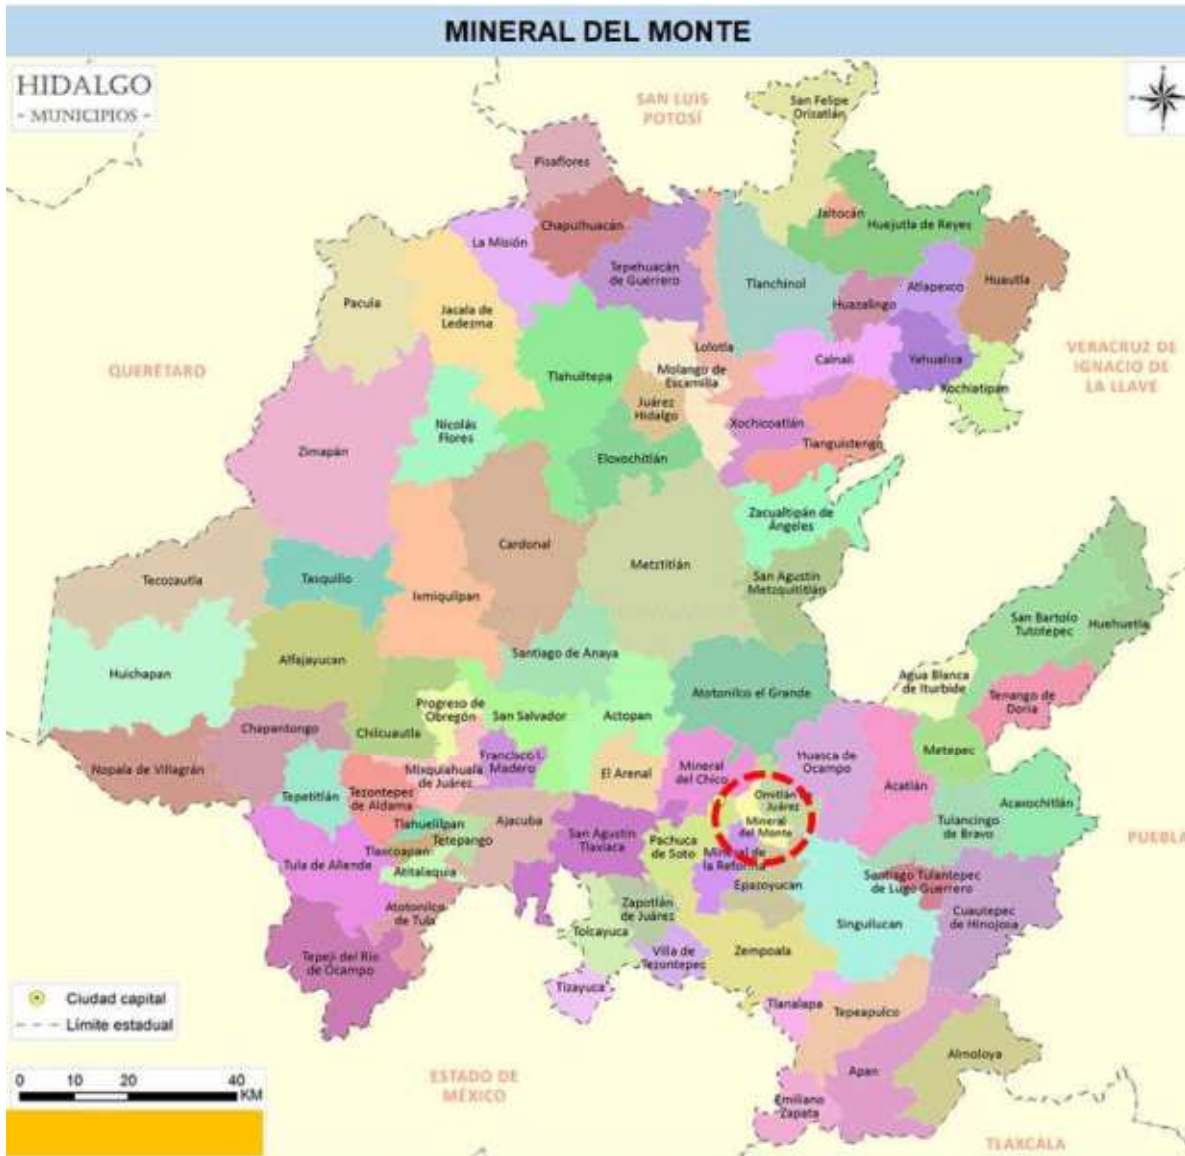 MINERAL DEL MONTE
HIDALGO
- MUNICIPIOS -
SAN LUIS
POTOSÍ
San Felipe
Orizatlán
Pisaflores
Jaltocán
Huejutla de Reyes
Chapulhuacán
La Misión
Tepehuacán
de Guerrero
Tlanchinol
Atlapexco
Huautla
Huazalingo
Pacula
Jacala de
Ledezma
Lolotla
Calnali
Yahualica
VERACRUZ DE
IGNACIO DE
LA LLAVE
QUERÉTARO
Tlahuiltepa
Molango de
Escamilla
Xochiatipan
Juárez
Hidalgo
Nicolás
Flores
Xochicoatlán
Tianguistengo
Zimapán
Eloxochitlán
Zacualtipán de
Ángeles
Cardonal
Metztitlán
San Agustín
Metzquititlán
Tecozautla
Tasquillo
Ixmiquilpan
San Bartolo
Tutotepec
Huehuetla
Huichapan
Alfajayucan
Santiago de Anaya
Agua Blanca
de Iturbide
Tenango de
Doria
Atotonilco el Grande
Progreso de
Obregón
San Salvador
Actopan
Chapantongo
Chilcuautla
Metepec
Nopala de Villagrán
Mixquiahuala
de Juárez
Francisco I.
Madero
El Arenal
Mineral
del Chico
Huasca de
Ocampo
Acatlán
Tepetitlán
Tezontepec
de Aldama
Omitlán
Juárez
Acaxochitlán
Tlahuelilpan
Ajacuba
Mineral
del Monte
Tulancingo
de Bravo
Tetepango
San Agustín
Tlaxiaca
Pachuca
de Soto
PUEBLA
Tlaxcoapan
Mineral de
la Reforma
Tula de Allende
Atitalaquia
Epazoyucan
Santiago Tulantepec
de Lugo Guerrero
Atotonilco
de Tula
Zapotlán
de Juárez
Cuautepec
de Hinojosa
Tolcayuca
Singuilucan
Tepeji del Río
de Ocampo
Villa de
Tezontepec
Zempoala
Tizayuca
Ciudad capital
Límite estadual
Tlanalapa
Tepeapulco
Almoloya
Apan
0 10 20 40
KM
ESTADO DE
MÉXICO
Emiliano
Zapata
TLAXCALA